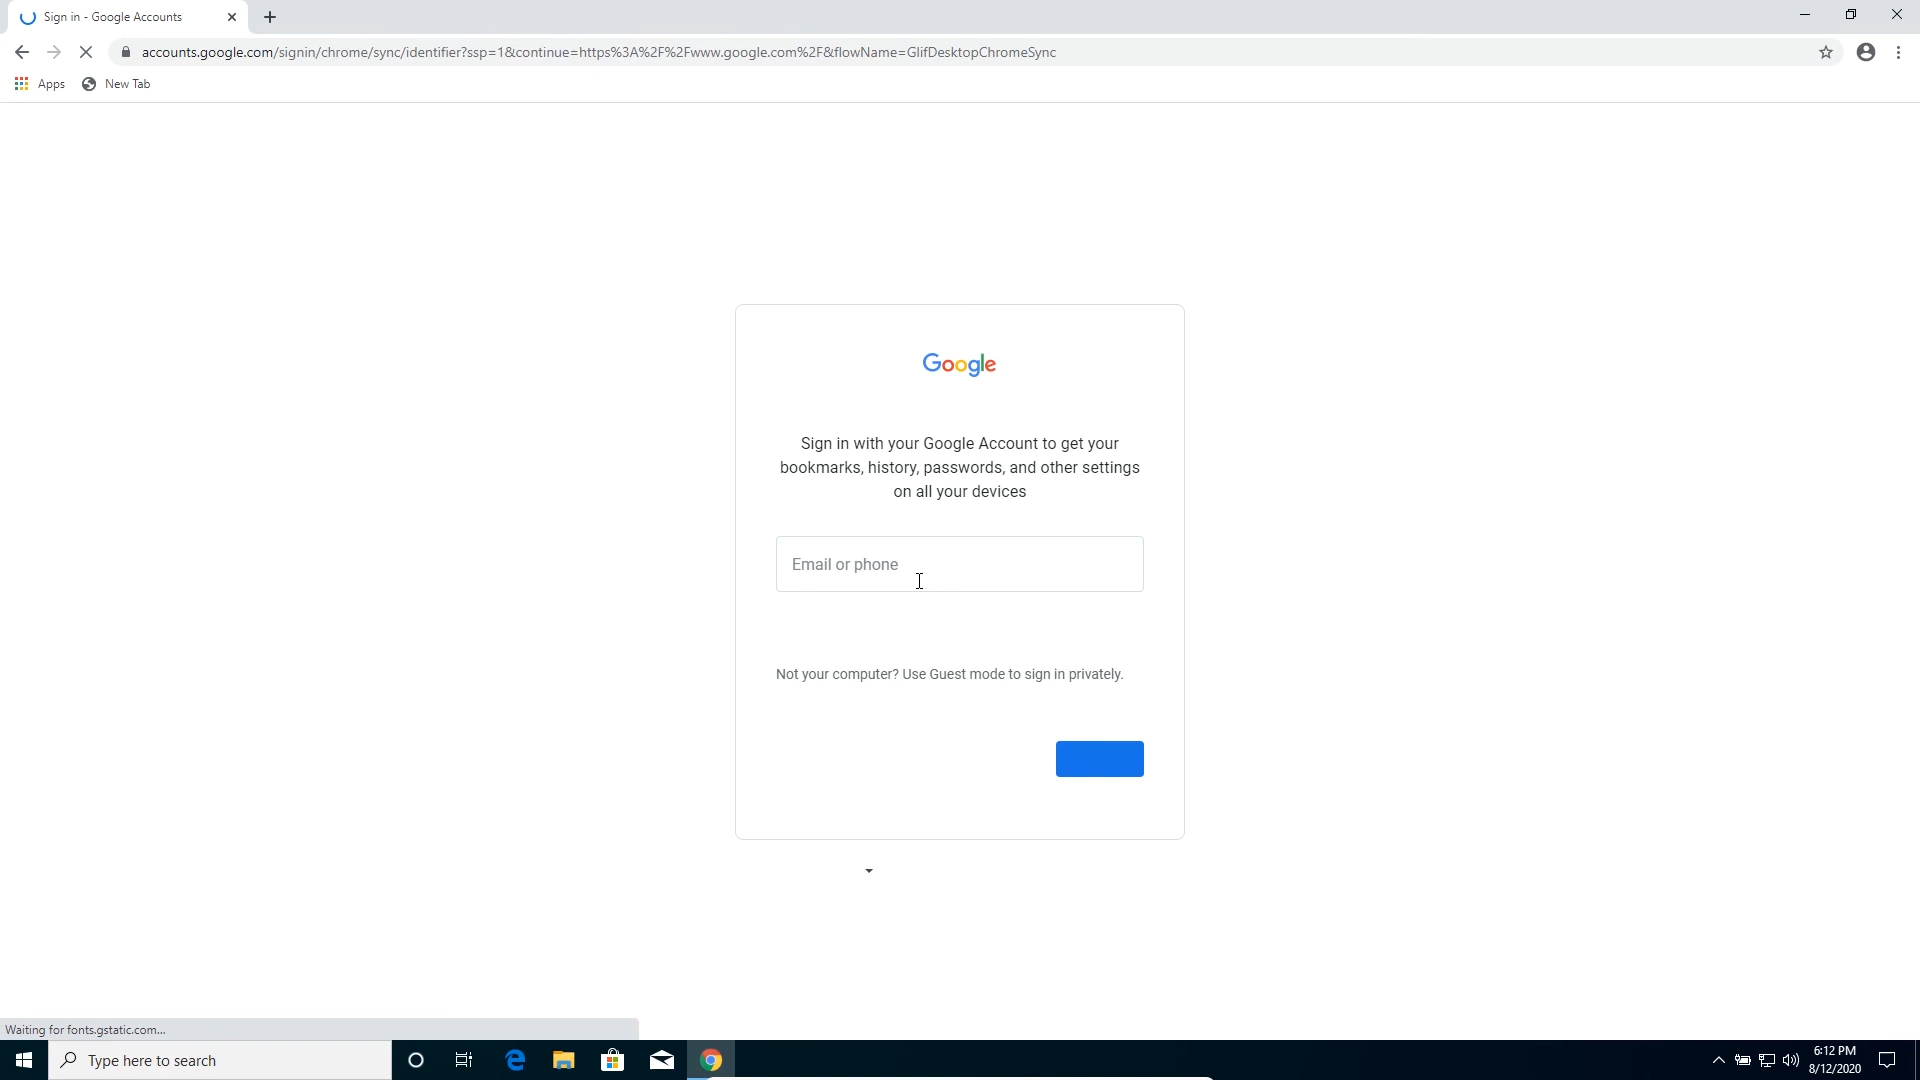 Sign in - Google Accounts
accounts.google.com/signin/chrome/sync/identifier?ssp=1&continue=https%3A%2F%2Fwww.google.com%2F&flowName=GlifDesktopChromeSync
Apps
New Tab
Google
Sign in with your Google Account to get your
bookmarks, history, passwords, and other settings
on all your devices
Email or phone
Not your computer? Use Guest mode to sign in privately.
Waiting for fonts.gstatic.com...
Type here to search
6:12 PM
8/12/2020